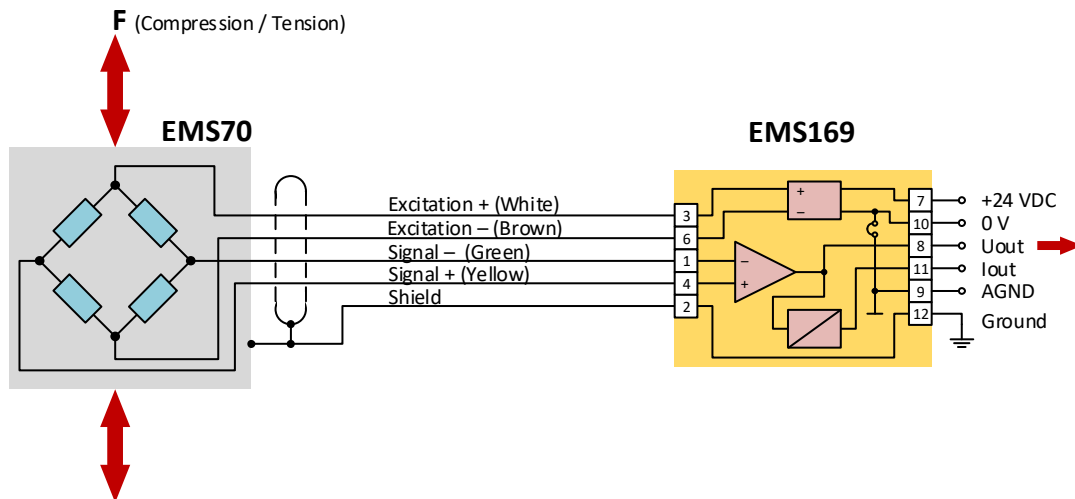 F (Compression / Tension)
EMS70
EMS169
Excitation + (White)
Excitation – (Brown)
Signal – (Green)
Signal + (Yellow)
Shield
3
6
1
4
2
+
–
–
+
7
10
8
11
9
12
+24 VDC
0 V
Uout
Iout
AGND
Ground